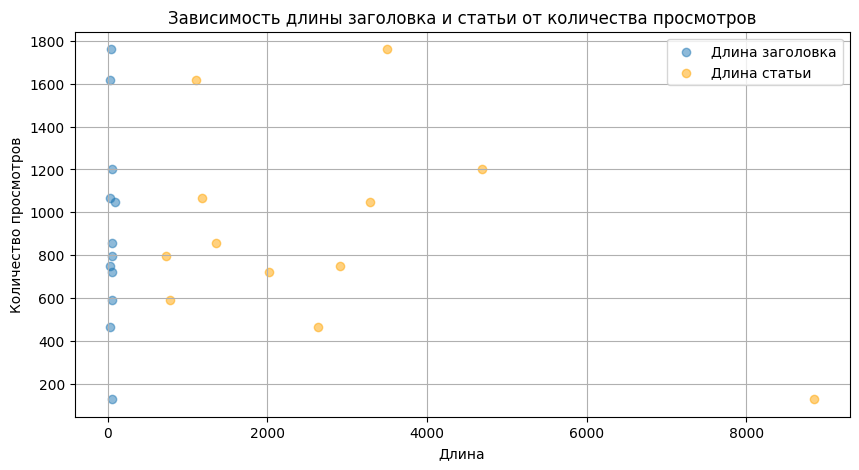 Зависимость длины заголовка и статьи от количества просмотров
Длина заголовка
Длина статьи
Количество просмотров
1800
1600
1400
1200
1000
800
600
400
200
0
2000
4000
6000
8000
Длина